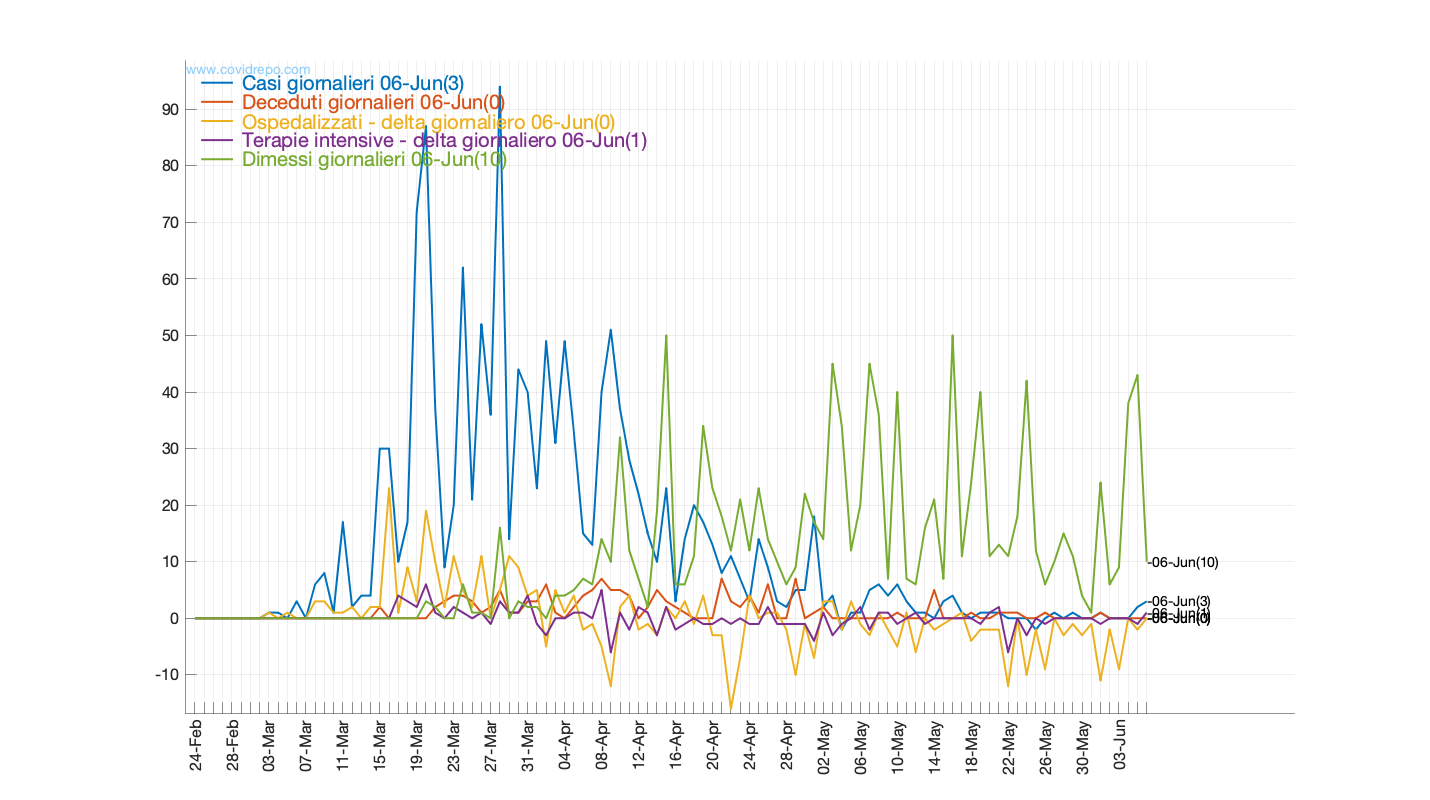 www.covidrepo.com
Casi giornalieri 06-Jun(3)
Deceduti giornalieri 06-Jun(0)
Ospedalizzati - delta giornaliero 06-Jun(0)
Terapie intensive - delta giornaliero 06-Jun(1)
Dimessi giornalieri 06-Jun(10)
90
80
70
60
50
40
30
20
10
0
-10
-06-Jun(10)
-06-Jun(3)
-06-Jun(1)
-06-Jun(0)
24-Feb
28-Feb
03-Mar
07-Mar
11-Mar
15-Mar
19-Mar
23-Mar
27-Mar
31-Mar
04-Apr
08-Apr
12-Apr
16-Apr
20-Apr
24-Apr
28-Apr
02-May
06-May
10-May
14-May
18-May
22-May
26-May
30-May
03-Jun